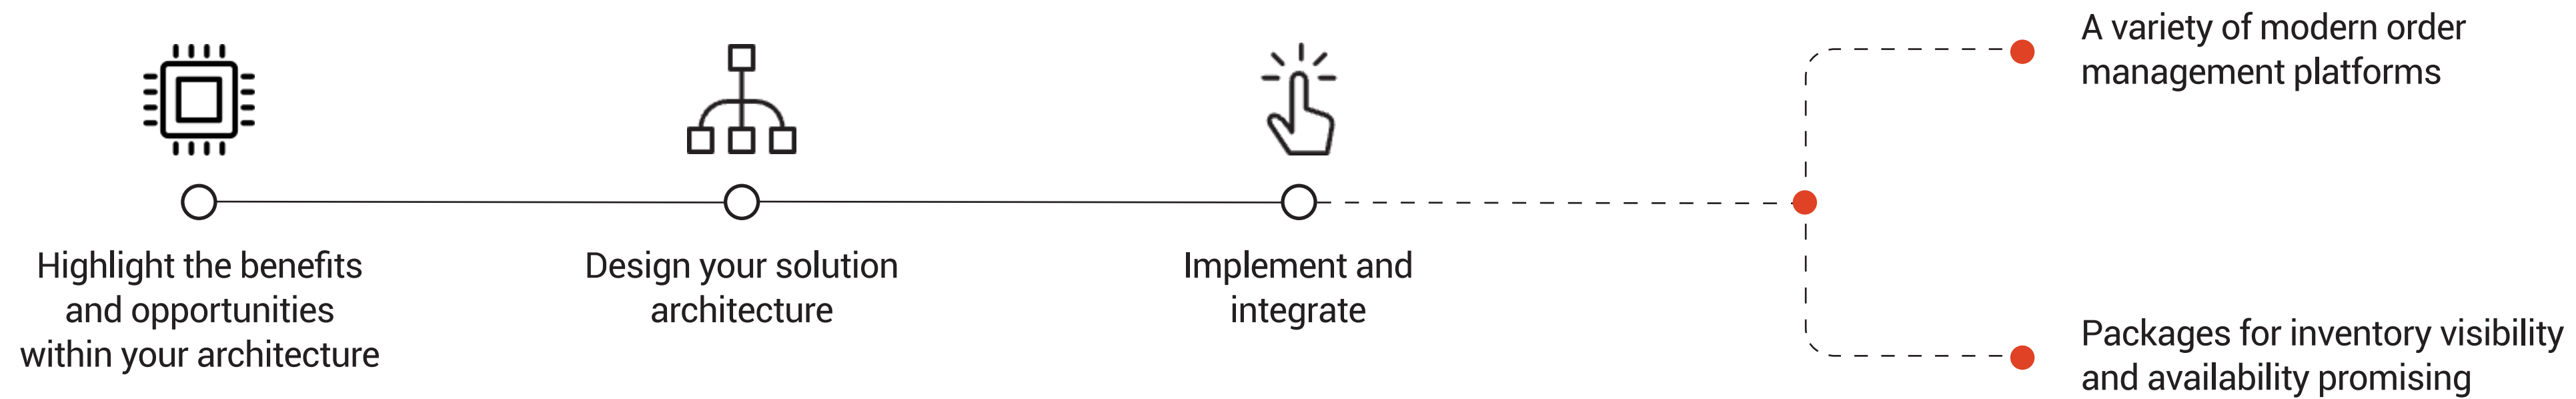 Highlight the benefits
and opportunities
within your architecture
Design your solution
architecture
Implement and
integrate
A variety of modern order
management platforms
Packages for inventory visibility
and availability promising